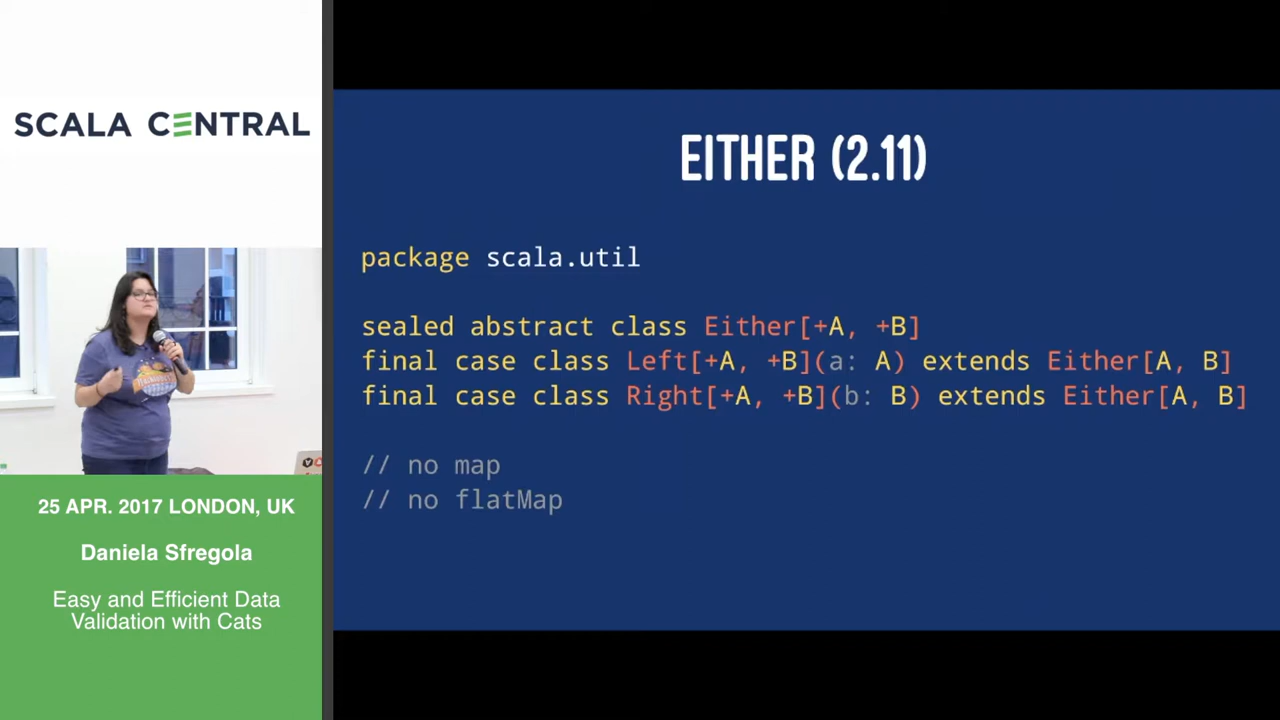 SCALA CENTRAL
25 APR. 2017 LONDON, UK
Daniela Sfregola
Easy and Efficient Data
Validation with Cats
EITHER (2.11)
package scala.util
sealed abstract class Either[+A, +B]
final case class Left[+A, +B](a: A) extends Either[A, B]
final case class Right[+A, +B](b: B) extends Either[A, B]
// no map
// no flatMap